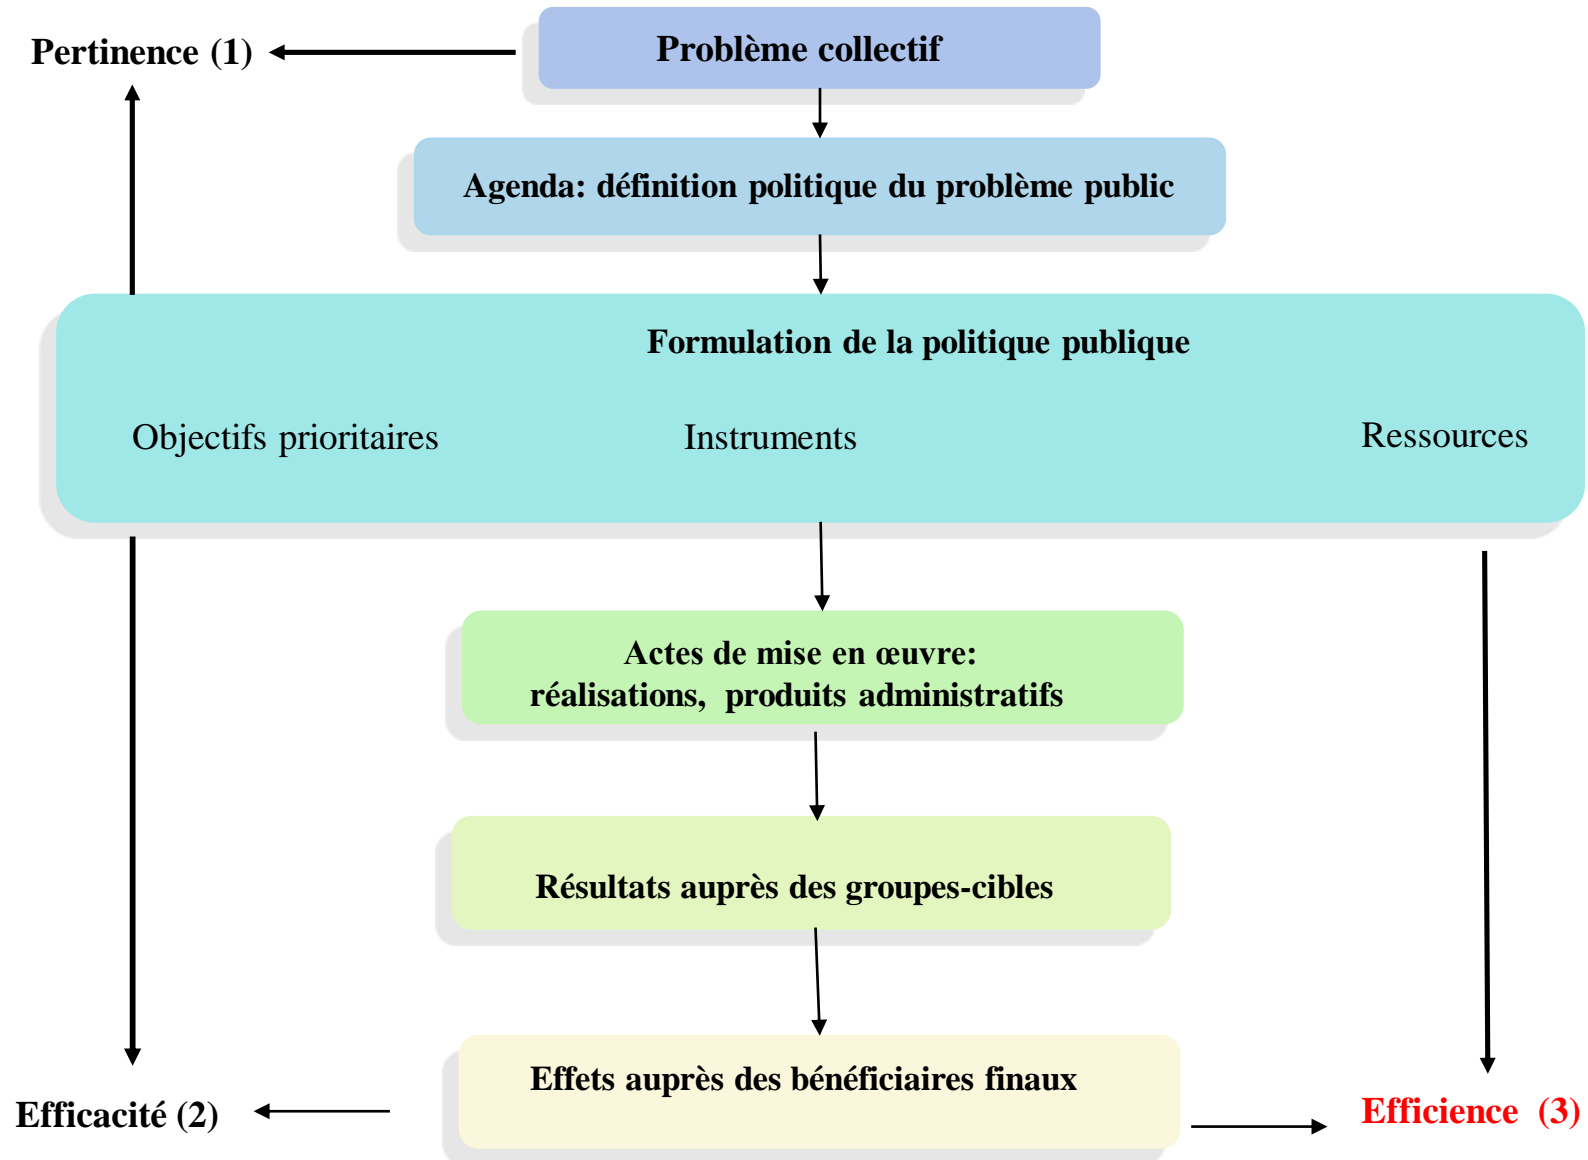 Pertinence (1)
Problème collectif
Agenda: définition politique du problème public
Formulation de la politique publique
Objectifs prioritaires
Instruments
Ressources
Actes de mise en œuvre:
réalisations, produits administratifs
Résultats auprès des groupes-cibles
Effets auprès des bénéficiaires finaux
Efficacité (2)
Efficience (3)